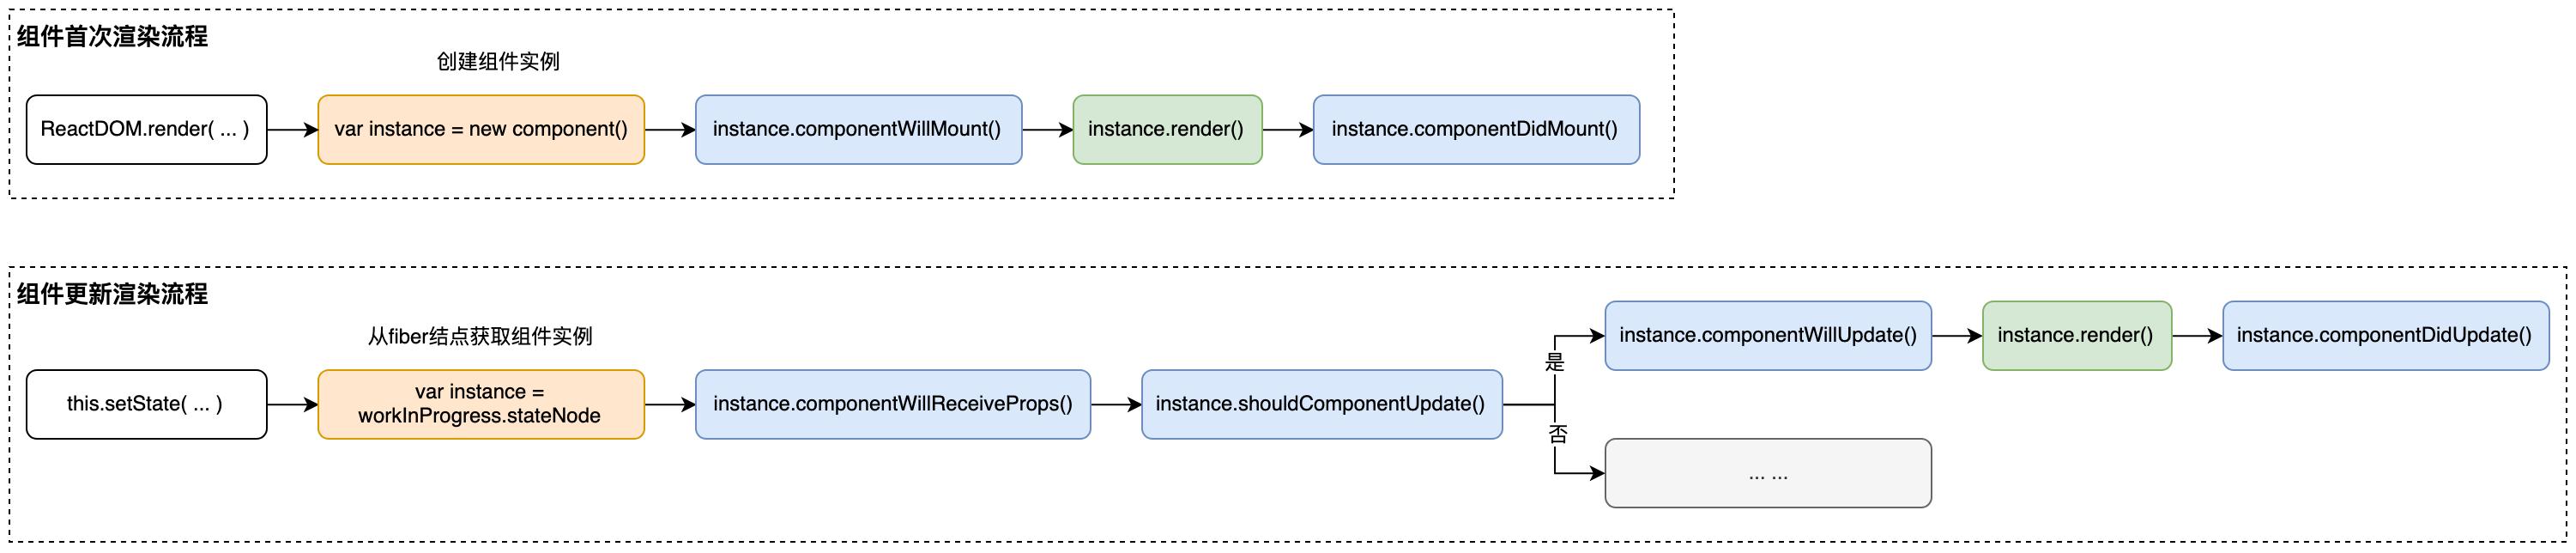 组件首次渲染流程
创建组件实例
ReactDOM.render( ... )
var instance = new component()
instance.componentWillMount()
instance.render()
instance.componentDidMount()
组件更新渲染流程
从fiber结点获取组件实例
this.setState( ... )
var instance =
workInProgress.stateNode
instance.componentWillReceiveProps()
instance.shouldComponentUpdate()
是
instance.componentWillUpdate()
instance.render()
instance.componentDidUpdate()
否
... ...